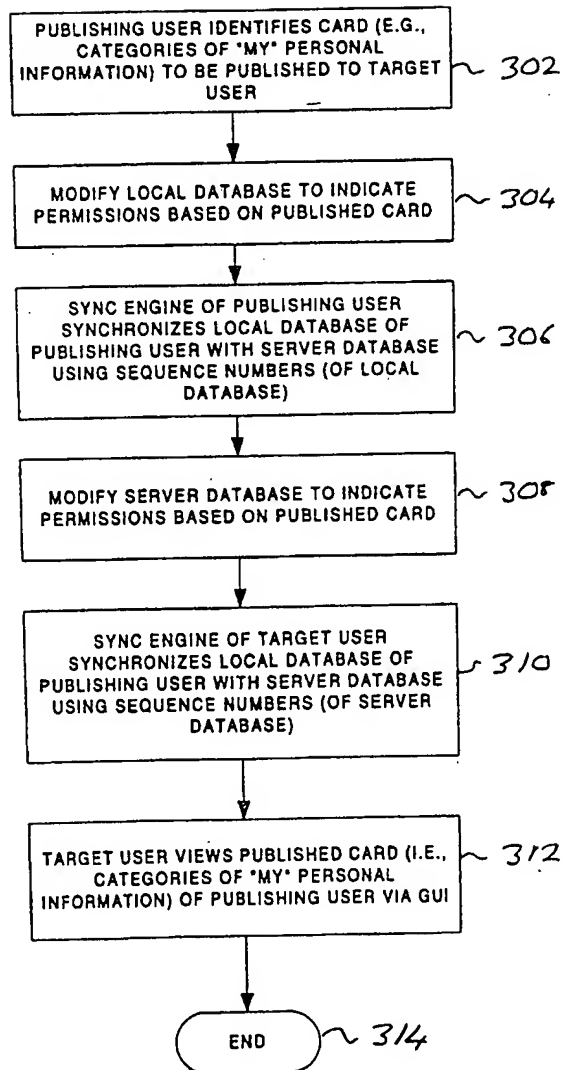 PUBLISHING USER IDENTIFIES CARD (E.G.,
CATEGORIES OF "MY" PERSONAL
INFORMATION) TO BE PUBLISHED TO TARGET
USER
302
MODIFY LOCAL DATABASE TO INDICATE
PERMISSIONS BASED ON PUBLISHED CARD
304
SYNC ENGINE OF PUBLISHING USER
SYNCHRONIZES LOCAL DATABASE OF
PUBLISHING USER WITH SERVER DATABASE
USING SEQUENCE NUMBERS (OF LOCAL
DATABASE)
306
MODIFY SERVER DATABASE TO INDICATE
PERMISSIONS BASED ON PUBLISHED CARD
308
SYNC ENGINE OF TARGET USER
SYNCHRONIZES LOCAL DATABASE OF
PUBLISHING USER WITH SERVER DATABASE
USING SEQUENCE NUMBERS (OF SERVER
DATABASE)
310
TARGET USER VIEWS PUBLISHED CARD (I.E.,
CATEGORIES OF "MY" PERSONAL
INFORMATION) OF PUBLISHING USER VIA GUI
312
END
314